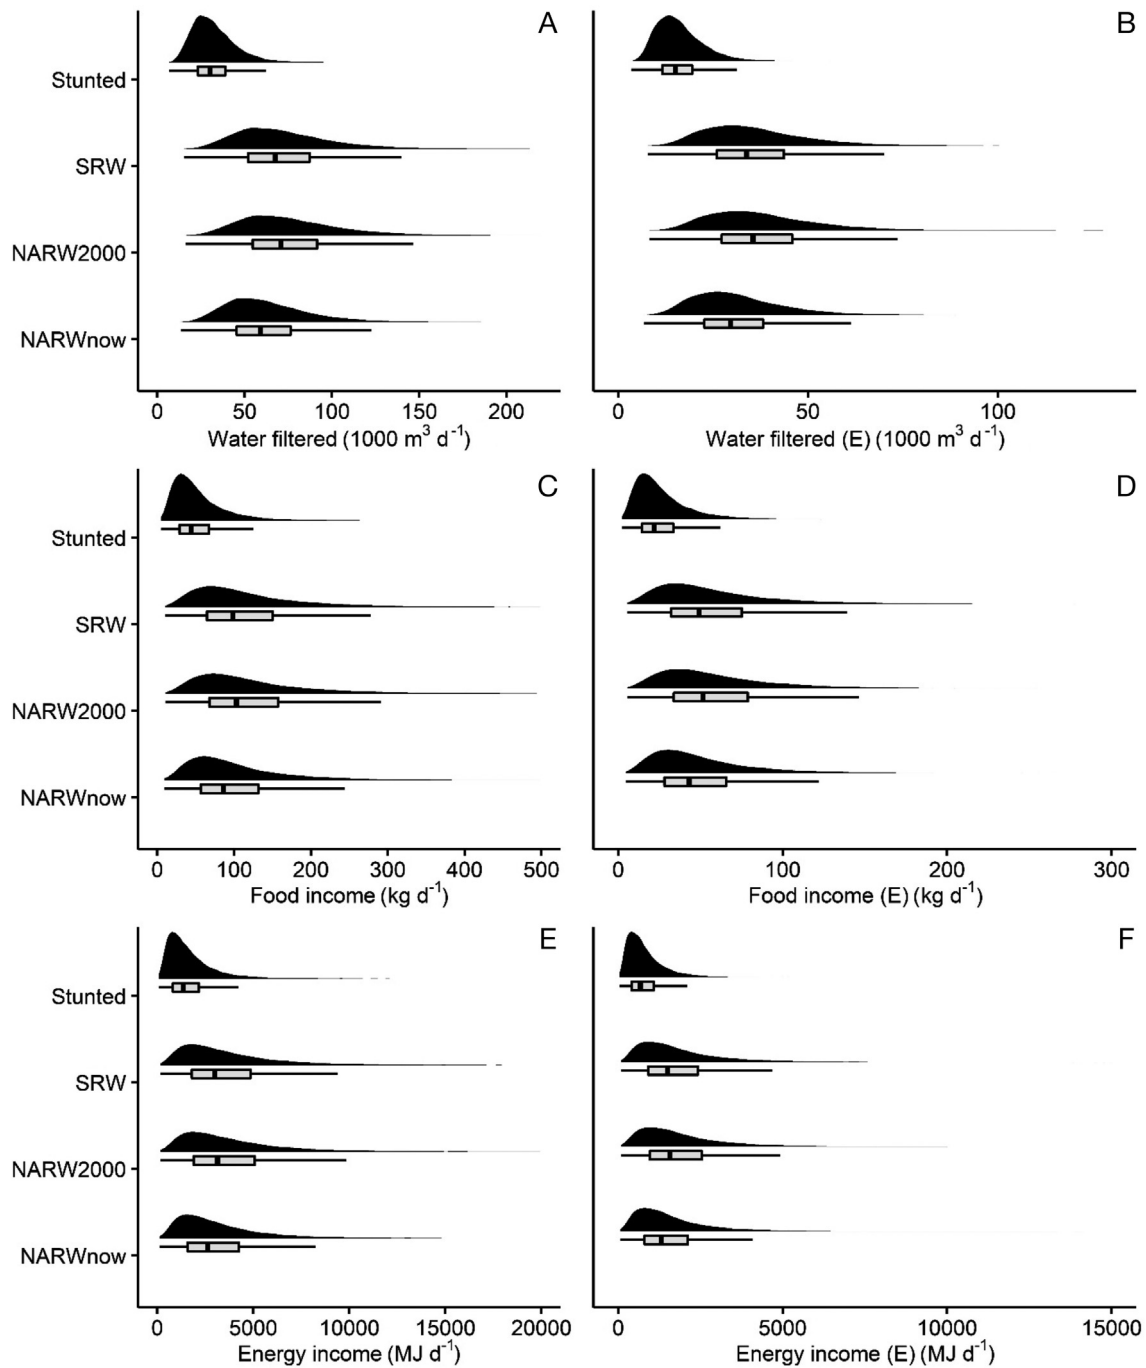 A
B
Stunted
SRW
NARW2000
NARWnow
0 50 100 150 200
0 50 100
Water filtered (1000 m³ d⁻¹)
Water filtered (E) (1000 m³ d⁻¹)
C
D
Stunted
SRW
NARW2000
NARWnow
0 100 200 300 400 500
0 100 200 300
Food income (kg d⁻¹)
Food income (E) (kg d⁻¹)
E
F
Stunted
SRW
NARW2000
NARWnow
0 5000 10000 15000 20000
0 5000 10000 15000
Energy income (MJ d⁻¹)
Energy income (E) (MJ d⁻¹)